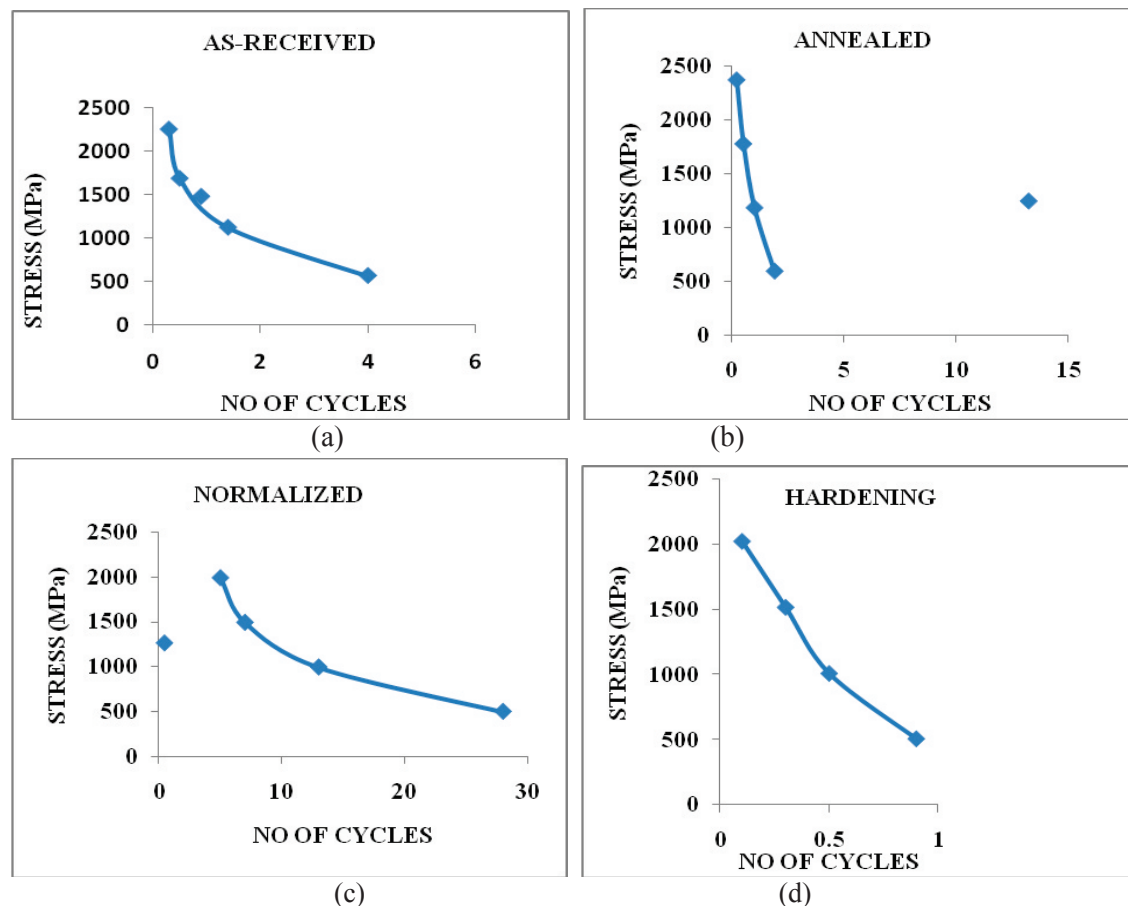 AS-RECEIVED
STRESS (MPa)
2500
2000
1500
1000
500
0
0 2 4 6
NO OF CYCLES
(a)
ANNEALED
STRESS (MPa)
2500
2000
1500
1000
500
0
0 5 10 15
NO OF CYCLES
(b)
NORMALIZED
STRESS (MPa)
2500
2000
1500
1000
500
0
0 10 20 30
NO OF CYCLES
(c)
HARDENING
STRESS (MPa)
2500
2000
1500
1000
500
0
0 0.5 1
NO OF CYCLES
(d)